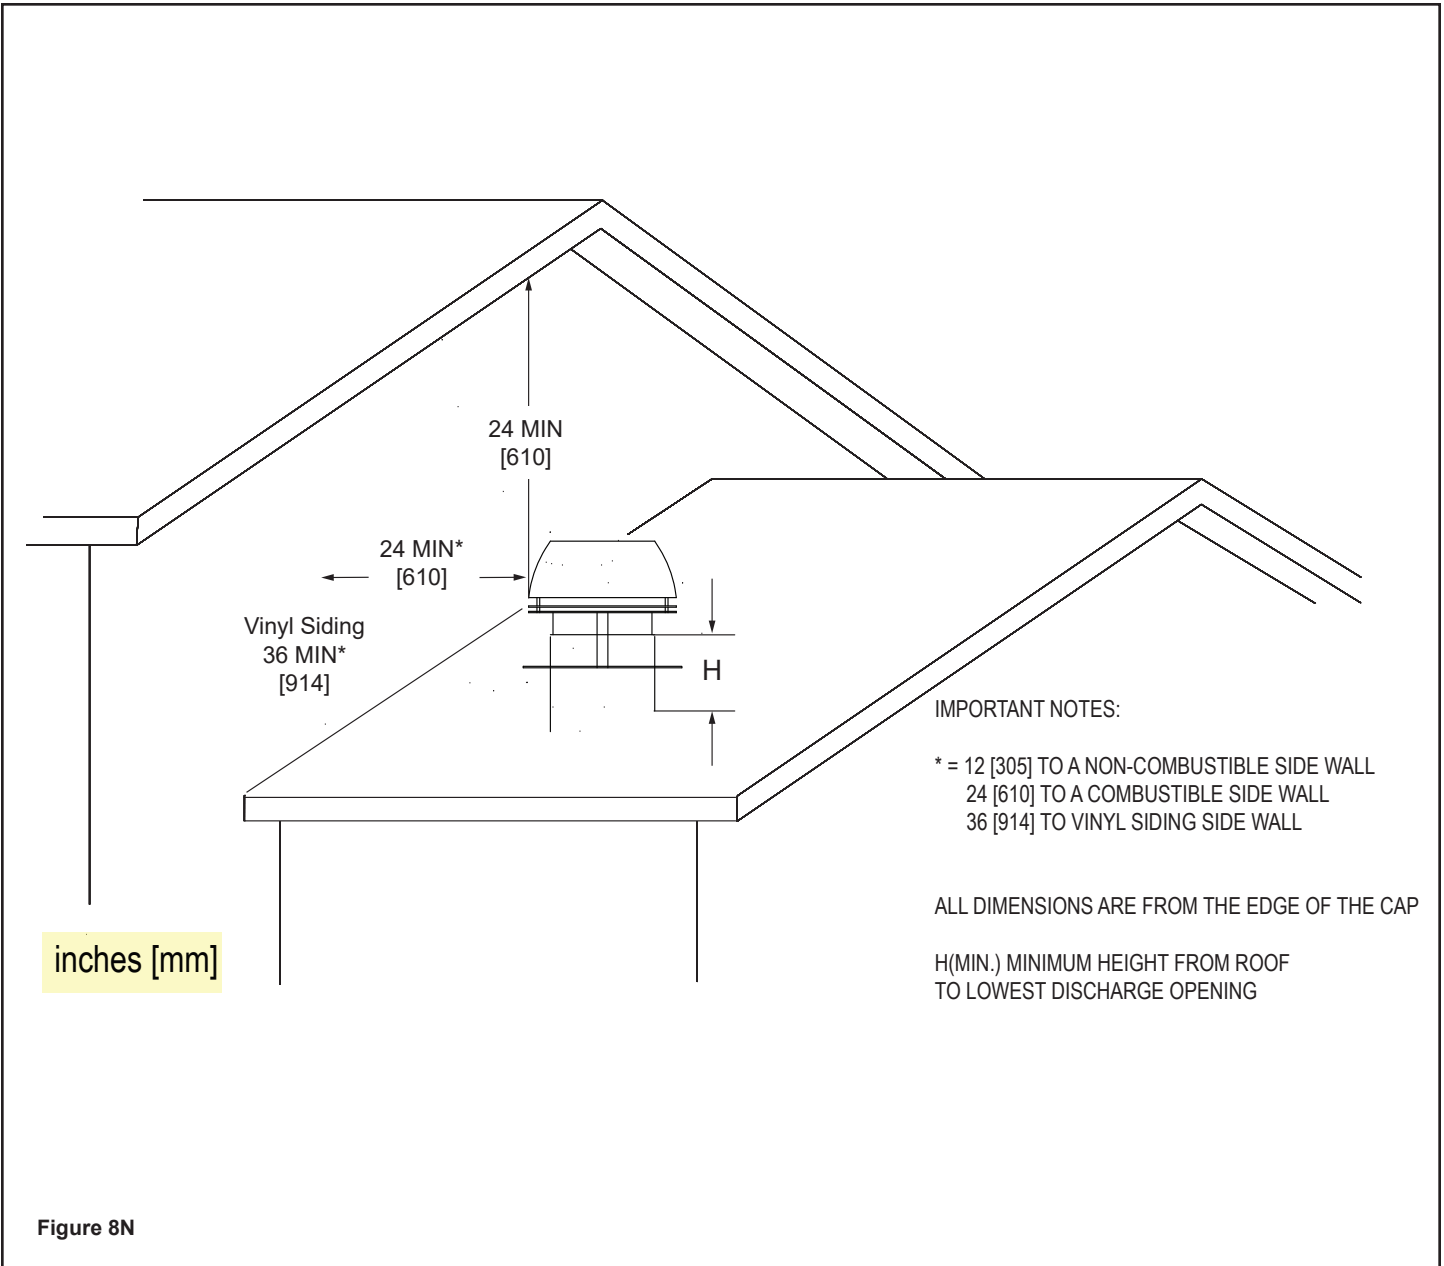 24 MIN
[610]
24 MIN*
[610]
Vinyl Siding
36 MIN*
[914]
H
IMPORTANT NOTES:
* = 12 [305] TO A NON-COMBUSTIBLE SIDE WALL
24 [610] TO A COMBUSTIBLE SIDE WALL
36 [914] TO VINYL SIDING SIDE WALL
ALL DIMENSIONS ARE FROM THE EDGE OF THE CAP
H(MIN.) MINIMUM HEIGHT FROM ROOF
TO LOWEST DISCHARGE OPENING
inches [mm]
Figure 8N